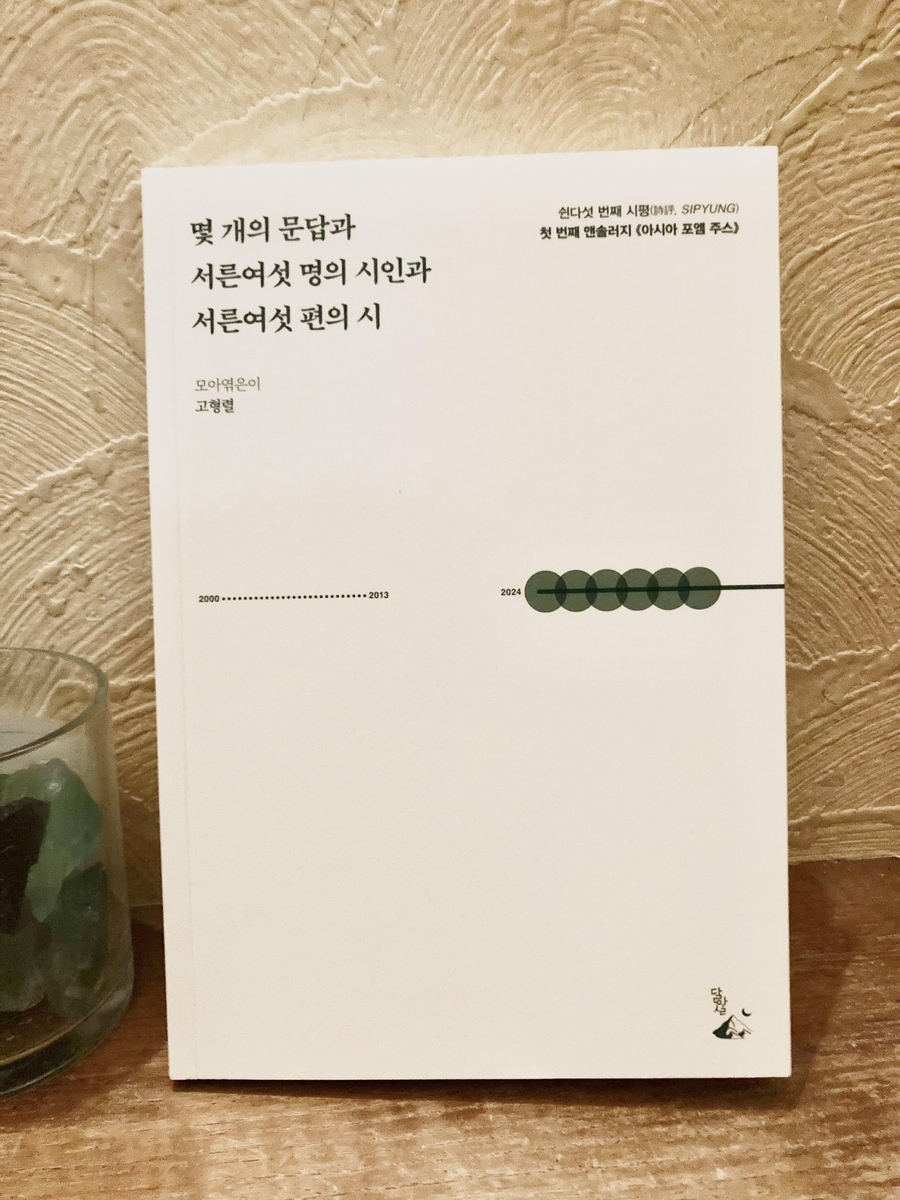 몇 개의 문답과
서른여섯 명의 시인과
서른여섯 편의 시
모아엮은이
고형렬
쉰다섯 번째 시평(詩評, SIPYUNG)
첫 번째 앤솔러지 《아시아 포엠 주스》
2000
2013
2024
달아실